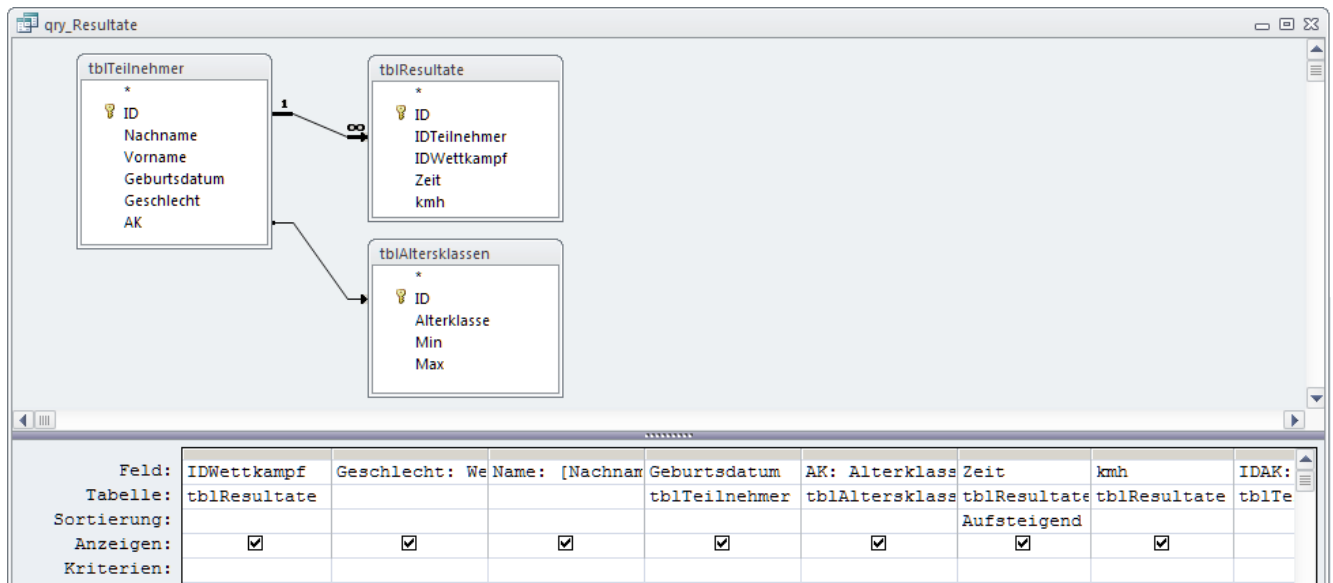 qry_Resultate
tblTeilnehmer
*
ID
Nachname
Vorname
Geburtsdatum
Geschlecht
AK
1
∞
tblResultate
*
ID
IDTeilnehmer
IDWettkampf
Zeit
kmh
tblAltersklassen
*
ID
Alterklasse
Min
Max
Feld: IDWettkampf Geschlecht: We Name: [Nachnam Geburtsdatum AK: Alterklass Zeit kmh IDAK:
Tabelle: tblResultate tblTeilnehmer tblAltersklass tblResultate tblResultate tblTe
Sortierung: Aufsteigend
Anzeigen:
Kriterien: